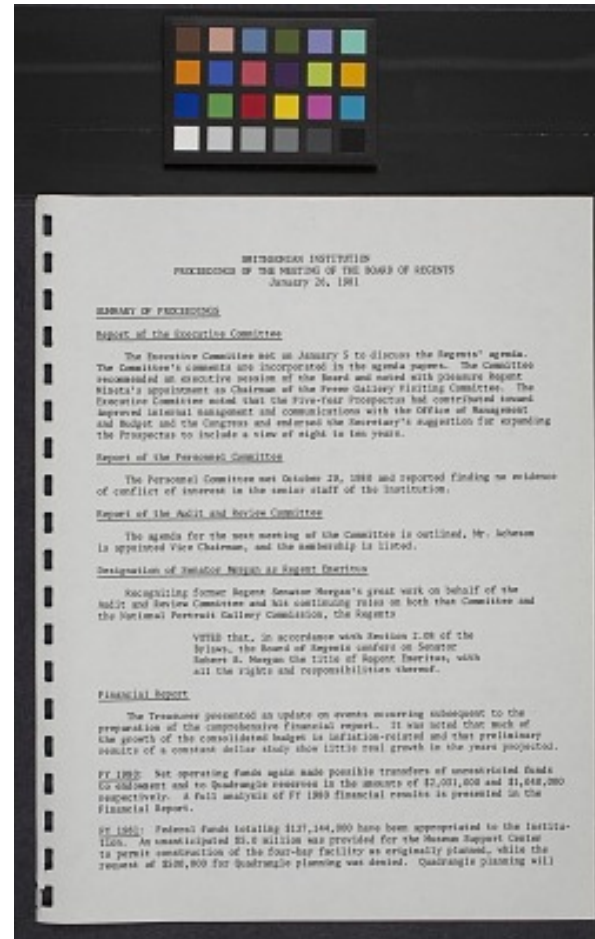 SMITHSONIAN INSTITUTION
PROCEEDINGS OF THE MEETING OF THE BOARD OF REGENTS
January 26, 1981
SUMMARY OF PROCEEDINGS
Report of the Executive Committee
The Executive Committee met on January 5 to discuss the Regents' agenda.
The Committee's comments are incorporated in the agenda papers. The Committee
recommended an executive session of the Board and noted with pleasure Regent
Mineta's appointment as Chairman of the Freer Gallery Visiting Committee. The
Executive Committee noted that the Five-Year Prospectus had contributed toward
improved internal management and communications with the Office of Management
and Budget and the Congress and endorsed the Secretary's suggestion for expanding
the Prospectus to include a view of eight to ten years.
Report of the Personnel Committee
The Personnel Committee met October 20, 1980 and reported finding no evidence
of conflict of interest in the senior staff of the Institution.
Report of the Audit and Review Committee
The agenda for the next meeting of the Committee is outlined, Mr. Acheson
is appointed Vice Chairman, and the membership is listed.
Designation of Senator Morgan as Regent Emeritus
Recognizing former Regent Senator Morgan's great work on behalf of the
Audit and Review Committee and his continuing roles on both that Committee and
the National Portrait Gallery Commission, the Regents
VOTED that, in accordance with Section of the
Bylaws, the Board of Regents confers on Senator
Robert B. Morgan the title of Regent Emeritus, with
all the rights and responsibilities thereof.
Financial Report
The Treasurer presented an update on events occurring subsequent to the
preparation of the comprehensive financial report. It was noted that much of
the growth of the consolidated budget is inflation-related and that preliminary
results of a constant dollar study show little real growth in the years projected.
FY 1980: Net operating funds again made possible transfers of unrestricted funds
to endowment and to Quadrangle reserves in the amounts of and
respectively. A full analysis of FY 1980 financial results is presented in the
Financial Report.
FY 1981: Federal funds totaling $127,144,000 have been appropriated to the Institu-
tion. An unanticipated $5.0 million was provided for the Museum Support Center
to permit construction of the four-bay facility as originally planned, while the
request of $500,000 for Quadrangle planning was denied. Quadrangle planning will